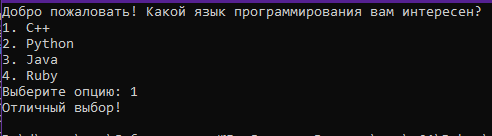 Добро пожаловать! Какой язык программирования вам интересен?
1. C++
2. Python
3. Java
4. Ruby
Выберите опцию: 1
Отличный выбор!